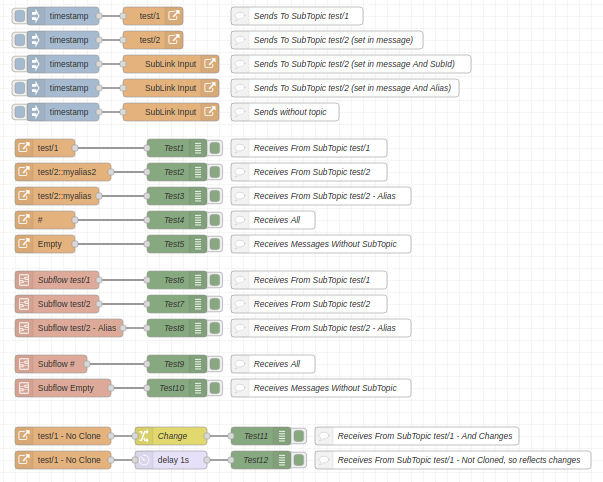 timestamp test/1 Sends To SubTopic test/1
timestamp test/2 Sends To SubTopic test/2 (set in message)
timestamp SubLink Input Sends To SubTopic test/2 (set in message And SubId)
timestamp SubLink Input Sends To SubTopic test/2 (set in message And Alias)
timestamp SubLink Input Sends without topic
test/1 Test1 Receives From SubTopic test/1
test/2::myalias2 Test2 Receives From SubTopic test/2
test/2::myalias Test3 Receives From SubTopic test/2 - Alias
# Test4 Receives All
Empty Test5 Receives Messages Without SubTopic
Subflow test/1 Test6 Receives From SubTopic test/1
Subflow test/2 Test7 Receives From SubTopic test/2
Subflow test/2 - Alias Test8 Receives From SubTopic test/2 - Alias
Subflow # Test9 Receives All
Subflow Empty Test10 Receives Messages Without SubTopic
test/1 - No Clone Change Test11 Receives From SubTopic test/1 - And Changes
test/1 - No Clone delay 1s Test12 Receives From SubTopic test/1 - Not Cloned, so reflects changes